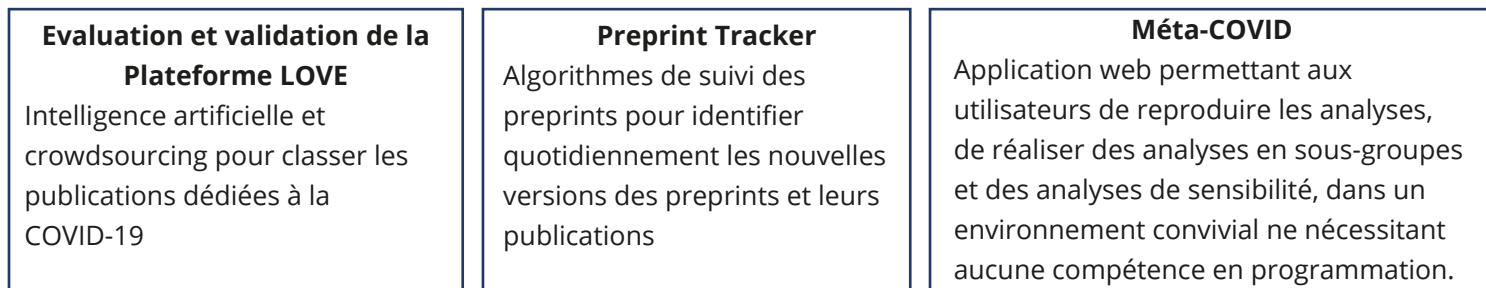 Evaluation et validation de la
Plateforme LOVE
Intelligence artificielle et
crowdsourcing pour classer les
publications dédiées à la
COVID-19
Preprint Tracker
Algorithmes de suivi des
preprints pour identifier
quotidiennement les nouvelles
versions des preprints et leurs
publications
Méta-COVID
Application web permettant aux
utilisateurs de reproduire les analyses,
de réaliser des analyses en sous-groupes
et des analyses de sensibilité, dans un
environnement convivial ne nécessitant
aucune compétence en programmation.